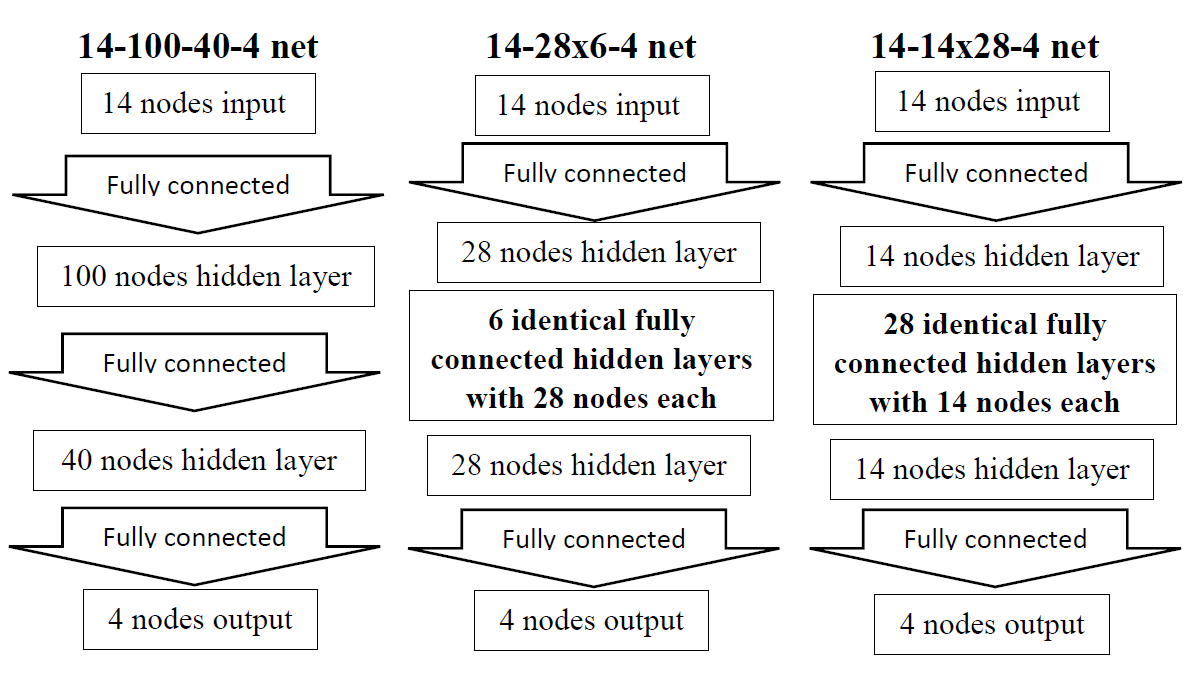 14-100-40-4 net
14 nodes input
Fully connected
100 nodes hidden layer
Fully connected
40 nodes hidden layer
Fully connected
4 nodes output
14-28x6-4 net
14 nodes input
Fully connected
28 nodes hidden layer
6 identical fully
connected hidden layers
with 28 nodes each
28 nodes hidden layer
Fully connected
4 nodes output
14-14x28-4 net
14 nodes input
Fully connected
14 nodes hidden layer
28 identical fully
connected hidden layers
with 14 nodes each
14 nodes hidden layer
Fully connected
4 nodes output